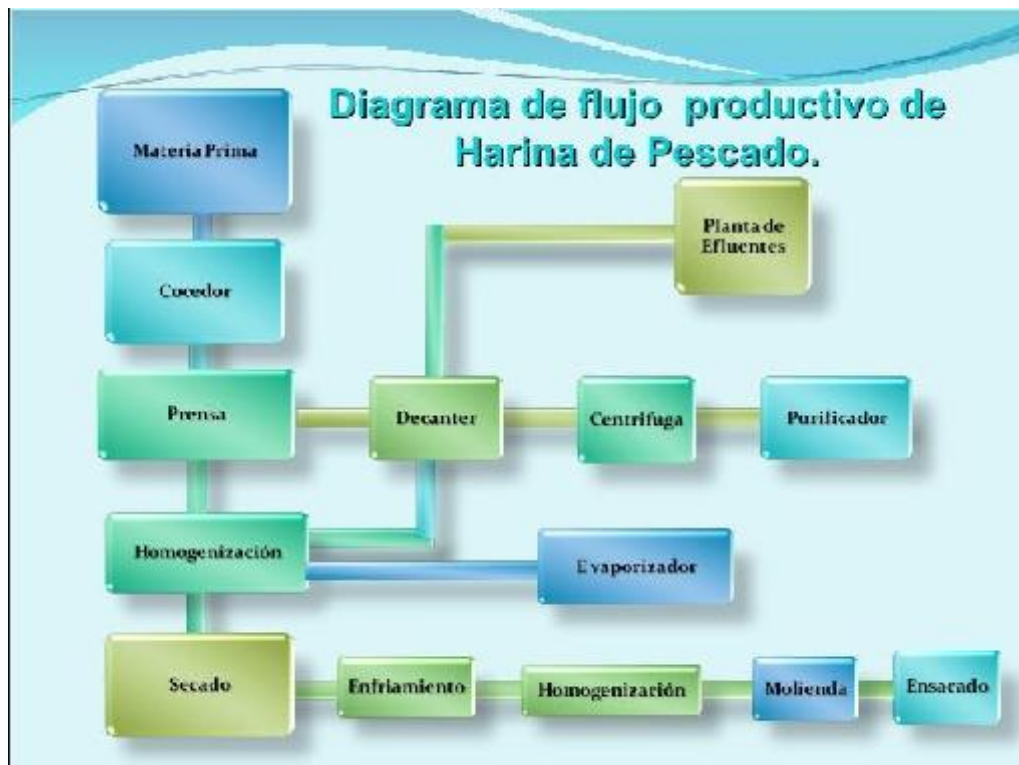 Diagrama de flujo productivo de
Harina de Pescado.
Materia Prima
Planta de
Efluentes
Cocedor
Prensa
Decanter
Centrifuga
Purificador
Homogenización
Evaporizador
Secado
Enfriamiento
Homogenización
Molienda
Ensacado